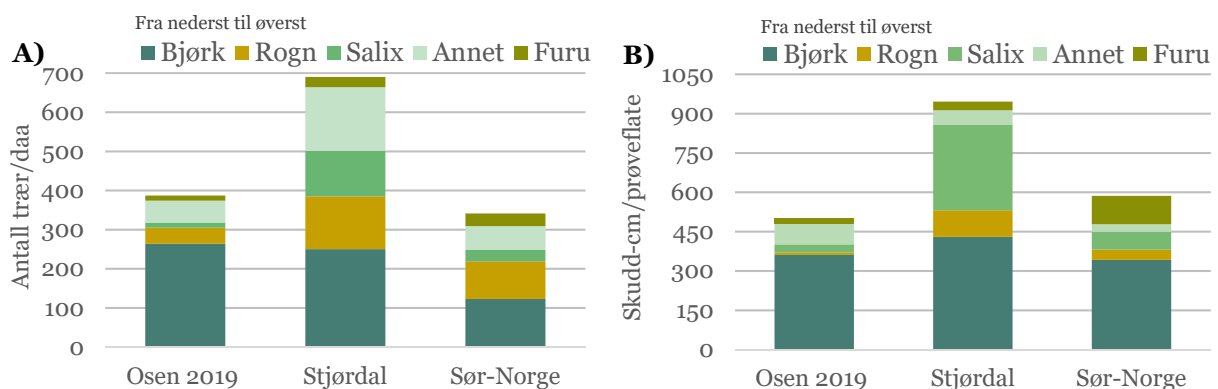 Fra nederst til øverst
A)
Bjørk Rogn Salix Annet Furu
Antall trær/daa
700
600
500
400
300
200
100
0
Osen 2019 Stjørdal Sør-Norge
Fra nederst til øverst
B)
Bjørk Rogn Salix Annet Furu
Skudd-cm/prøveflate
1050
900
750
600
450
300
150
0
Osen 2019 Stjørdal Sør-Norge